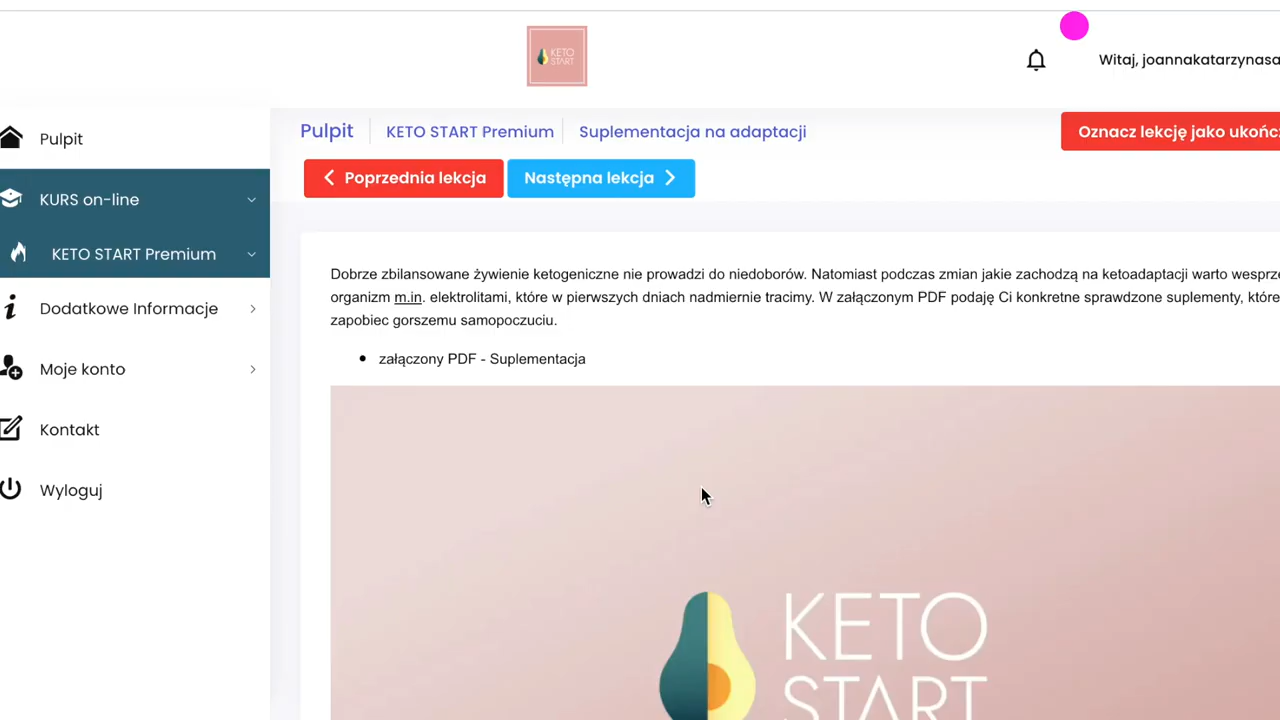 KETO
START
Witaj, joannakatarzynasa
Pulpit
KURS on-line
KETO START Premium
Dodatkowe Informacje
Moje konto
Kontakt
Wyloguj
Pulpit KETO START Premium Suplementacja na adaptacji
Oznacz lekcję jako ukońc
Poprzednia lekcja Następna lekcja
Dobrze zbilansowane żywienie ketogeniczne nie prowadzi do niedoborów. Natomiast podczas zmian jakie zachodzą na ketoadaptacji warto wesprze
organizm m.in. elektrolitami, które w pierwszych dniach nadmiernie tracimy. W załączonym PDF podaję Ci konkretne sprawdzone suplementy, które
zapobiec gorszemu samopoczuciu.
załączony PDF - Suplementacja
KETO
START